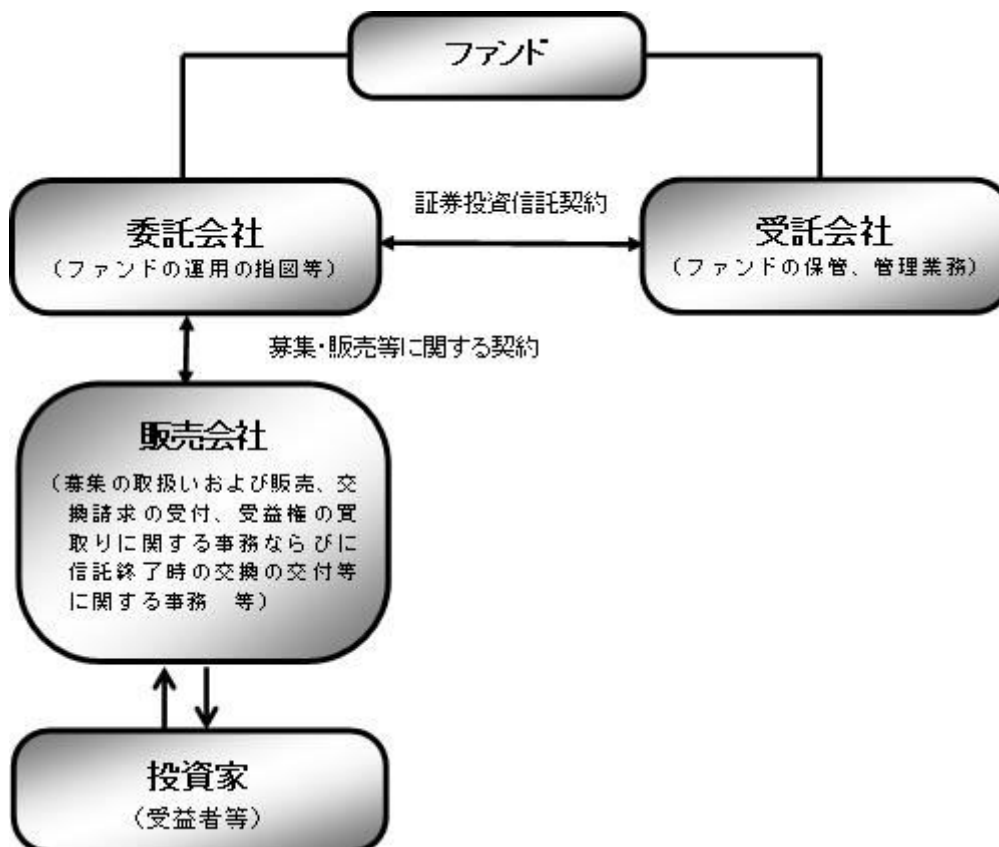 ファンド
証券投資信託契約
委託会社
（ファンドの運用の指図等）
受託会社
（ファンドの保管、管理業務）
募集・販売等に関する契約
販売会社
（募集の取扱いおよび販売、交
換請求の受付、受益権の買
取りに関する事務ならびに
信託終了時の交換の交付等
に関する事務　等）
投資家
（受益者等）